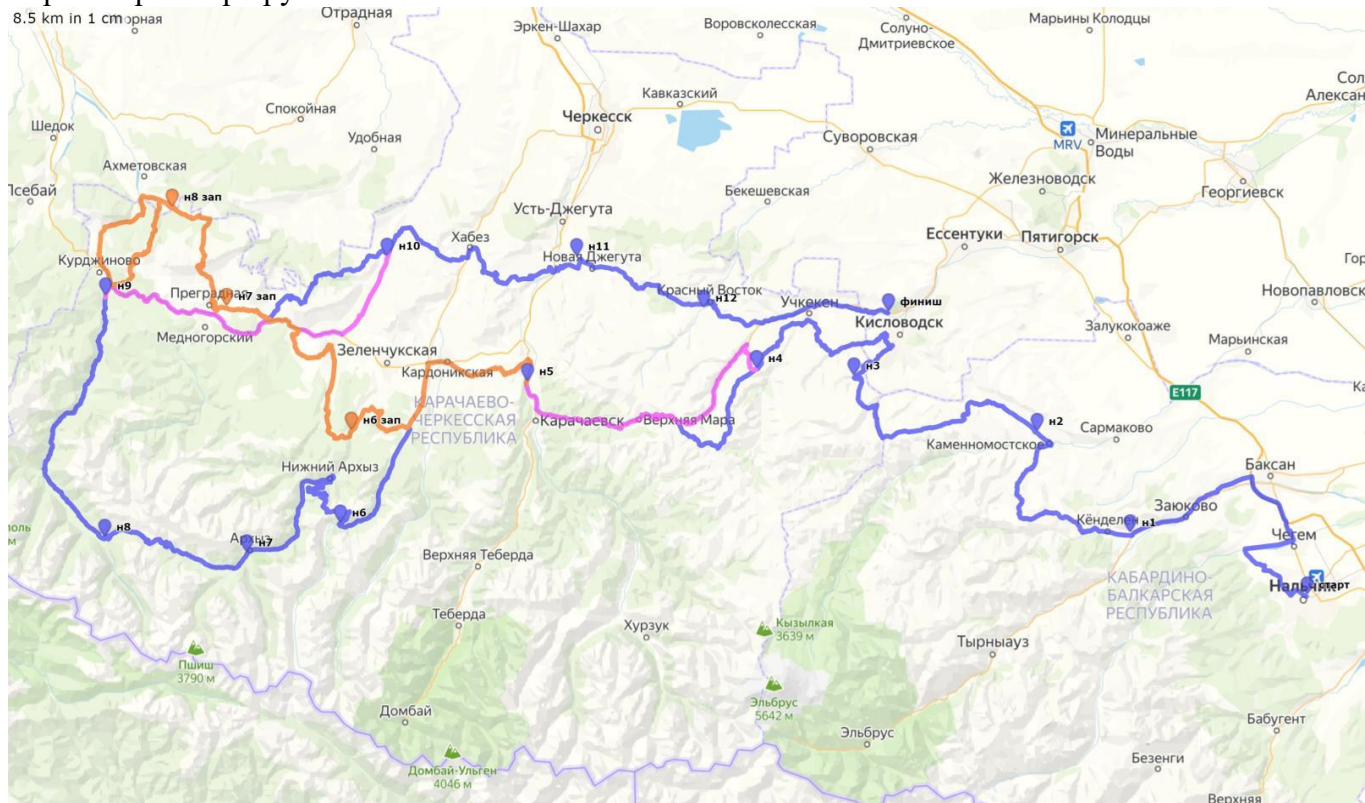 8.5 km in 1 cm
Отрадная
Эркен-Шахар
Воровсколесская
Солуно-
Дмитриевское
Марьины Колодцы
Спокойная
Кавказский
Черкесск
Шедок
Удобная
Суворовская
MRV
Минеральные
Воды
Ахметовская
Бекешевская
Железноводск
Георгиевск
н8 зап
Усть-Джегута
Хабез
Ессентуки
Пятигорск
н10
н11
Новая Джегута
Курджиново
н9
Преградная
н7 зап
Красный Восток
н12
Учкекен
финиш
Кисловодск
Новопавловск
Залукокоаже
Медногорский
Марьинская
Зеленчукская
Кардоникская
н5
н4
н3
E117
КАРАЧАЕВО-
ЧЕРКЕССКАЯ
РЕСПУБЛИКА
н6 зап
Карачаевск
Верхняя Мара
н2
Каменномостское
Сармаково
Нижний Архыз
Баксан
н6
н8
Архыз
н7
Кёнделен
н1
Заюково
Чегем
Верхняя Теберда
КАБАРДИНО-
БАЛКАРСКАЯ
РЕСПУБЛИКА
Нальчик
старт
Теберда
Хурзук
Кызылкая
3639 м
Тырныауз
Пшиш
3790 м
Эльбрус
5642 м
Домбай
Эльбрус
Бабугент
Домбай-Ульген
4046 м
Безенги
Верхняя